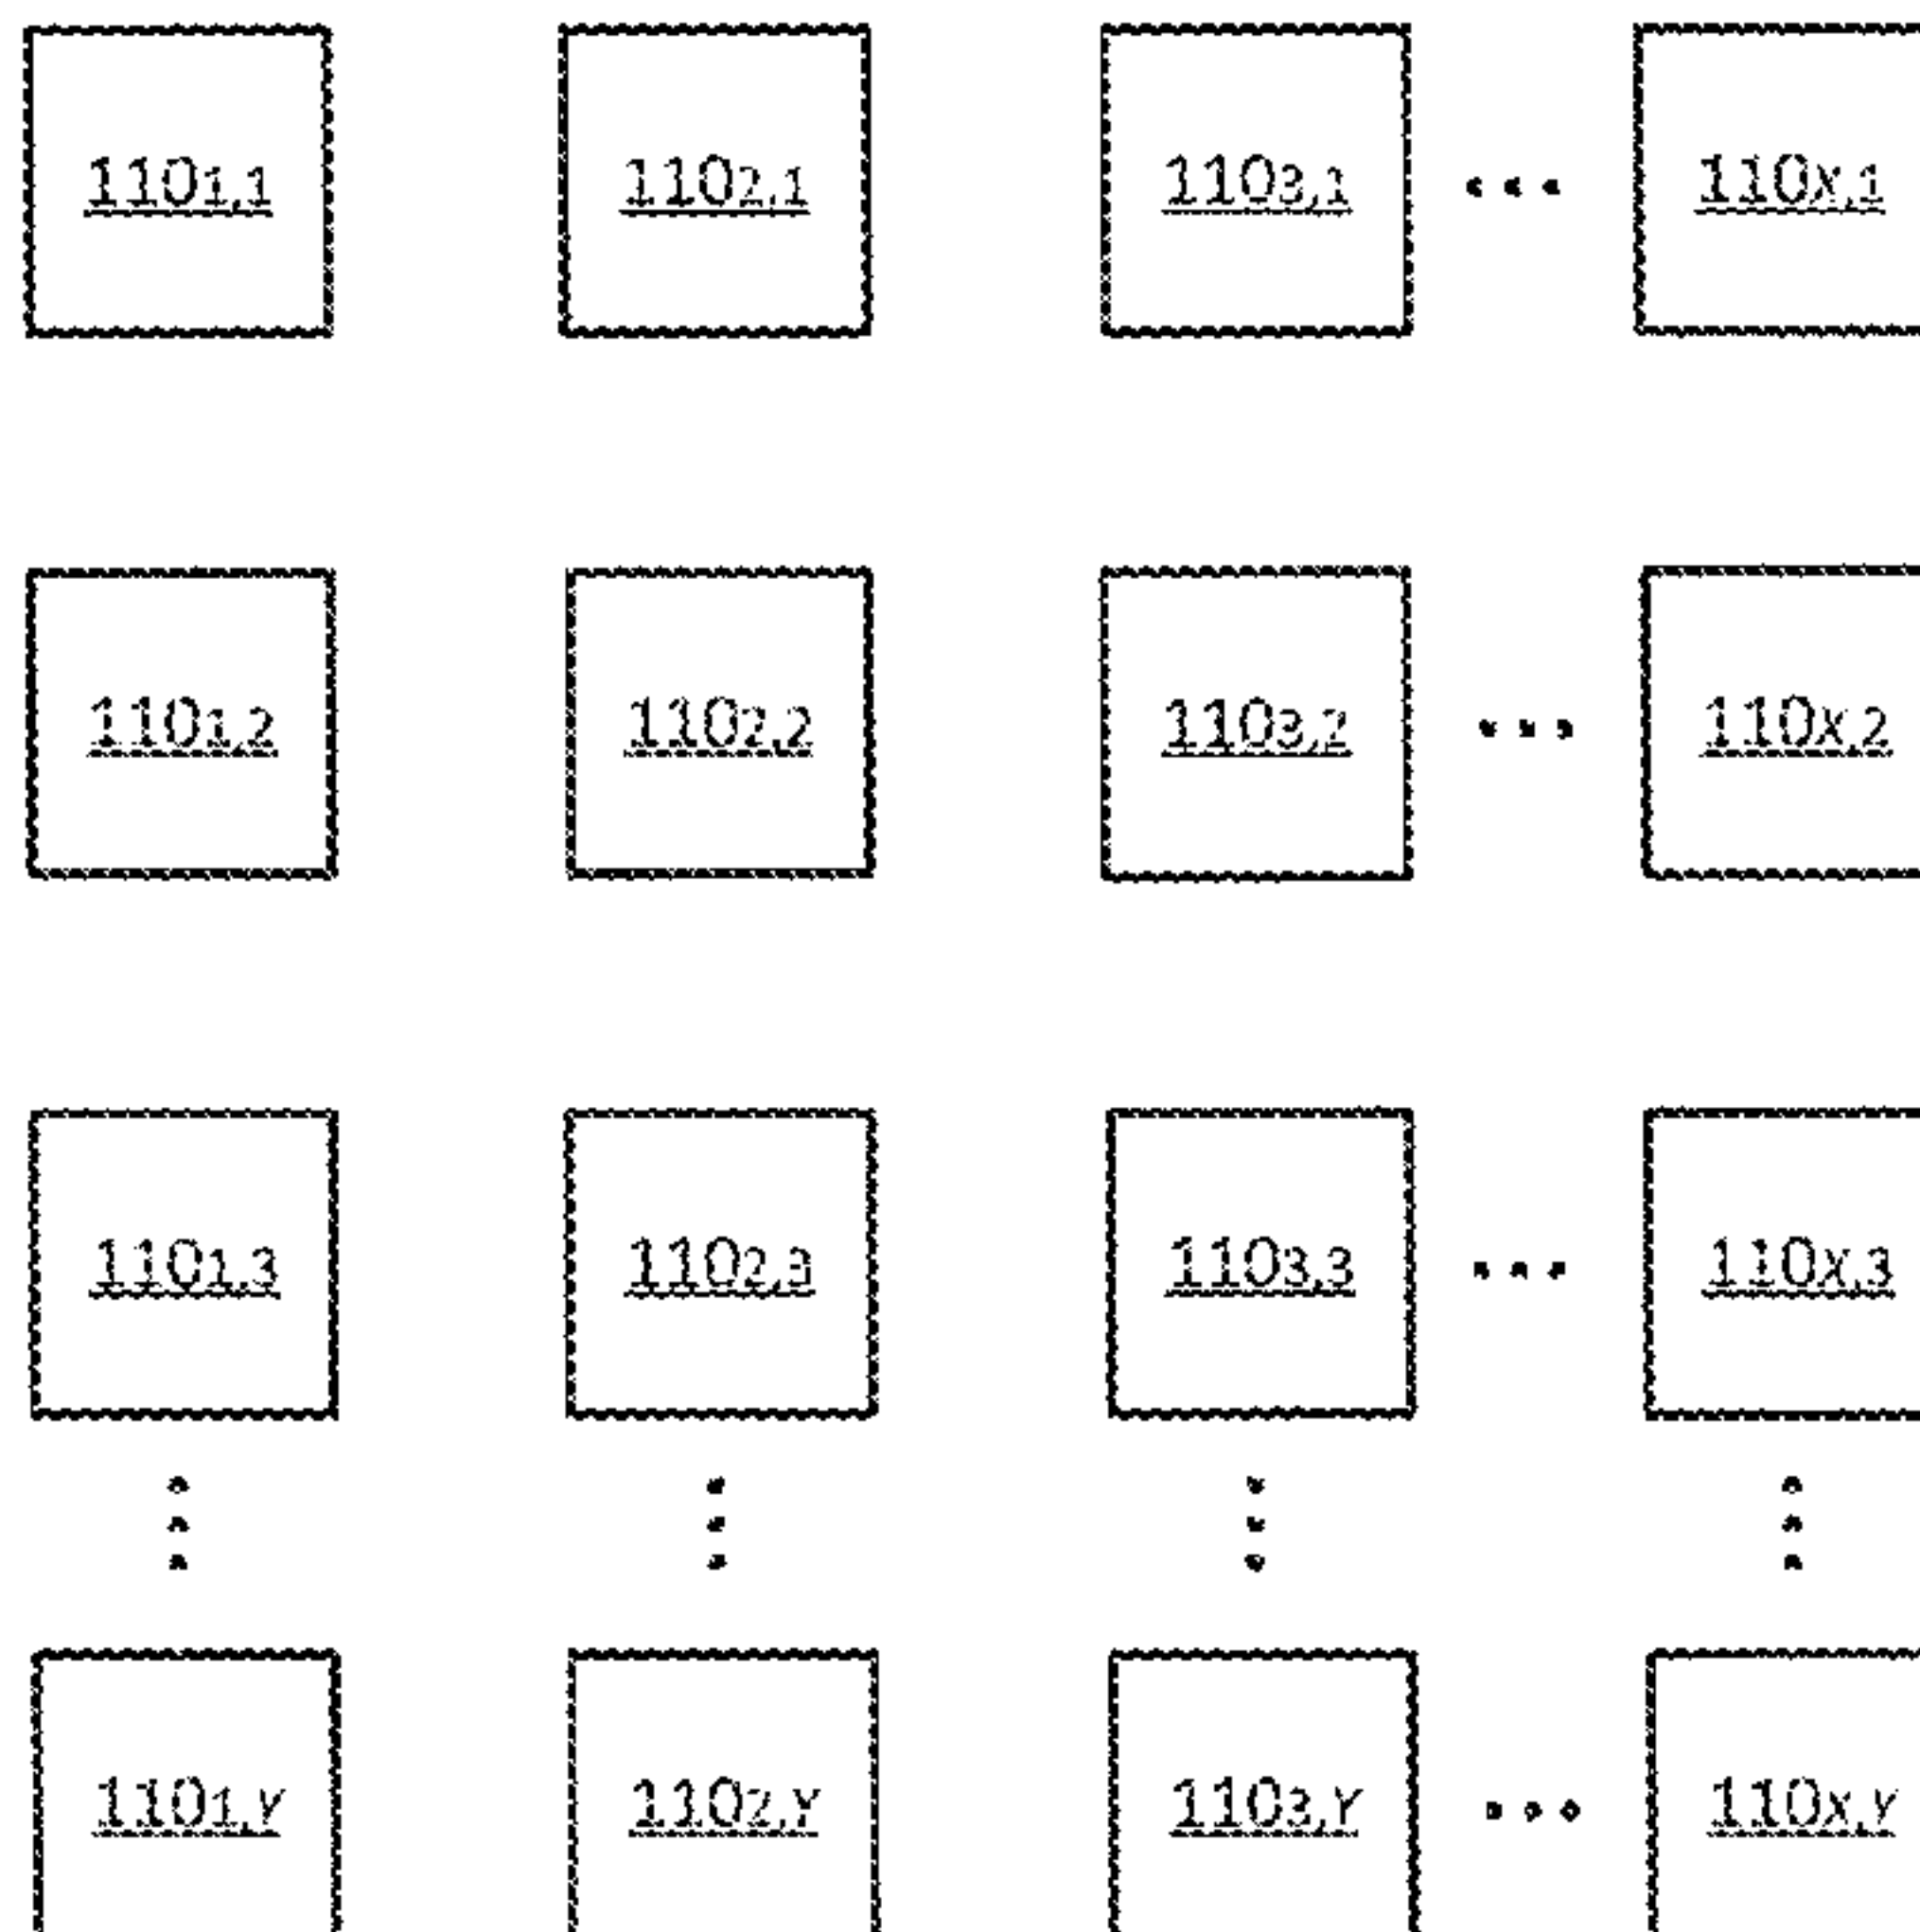 110₁,₁ 110₂,₁ 110₃,₁ ••• 110X,₁
110₁,₂ 110₂,₂ 110₃,₂ ••• 110X,₂
110₁,₃ 110₂,₃ 110₃,₃ ••• 110X,₃
110₁,Y 110₂,Y 110₃,Y ••• 110X,Y